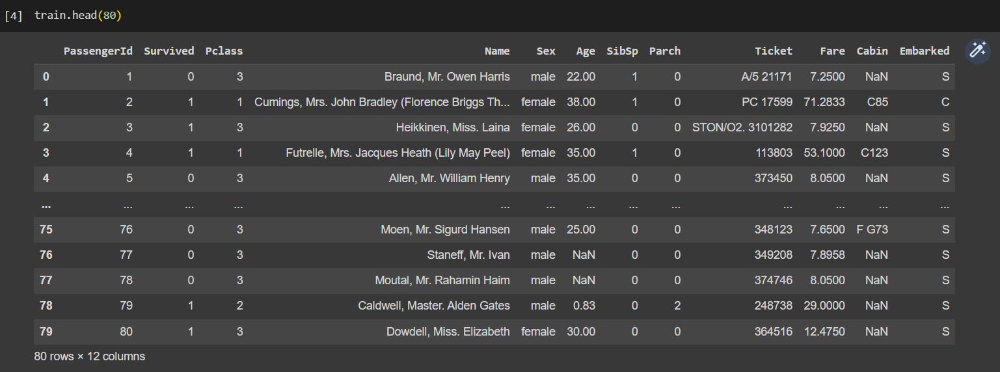 [4] train.head(80)
PassengerId Survived Pclass Name Sex Age SibSp Parch Ticket Fare Cabin Embarked
0 1 0 3 Braund, Mr. Owen Harris male 22.00 1 0 A/5 21171 7.2500 NaN S
1 2 1 1 Cumings, Mrs. John Bradley (Florence Briggs Th... female 38.00 1 0 PC 17599 71.2833 C85 C
2 3 1 3 Heikkinen, Miss. Laina female 26.00 0 0 STON/O2. 3101282 7.9250 NaN S
3 4 1 1 Futrelle, Mrs. Jacques Heath (Lily May Peel) female 35.00 1 0 113803 53.1000 C123 S
4 5 0 3 Allen, Mr. William Henry male 35.00 0 0 373450 8.0500 NaN S
... ... ... ... ... ... ... ... ... ... ... ... ...
75 76 0 3 Moen, Mr. Sigurd Hansen male 25.00 0 0 348123 7.6500 F G73 S
76 77 0 3 Staneff, Mr. Ivan male NaN 0 0 349208 7.8958 NaN S
77 78 0 3 Moutal, Mr. Rahamin Haim male NaN 0 0 374746 8.0500 NaN S
78 79 1 2 Caldwell, Master. Alden Gates male 0.83 0 2 248738 29.0000 NaN S
79 80 1 3 Dowdell, Miss. Elizabeth female 30.00 0 0 364516 12.4750 NaN S
80 rows × 12 columns